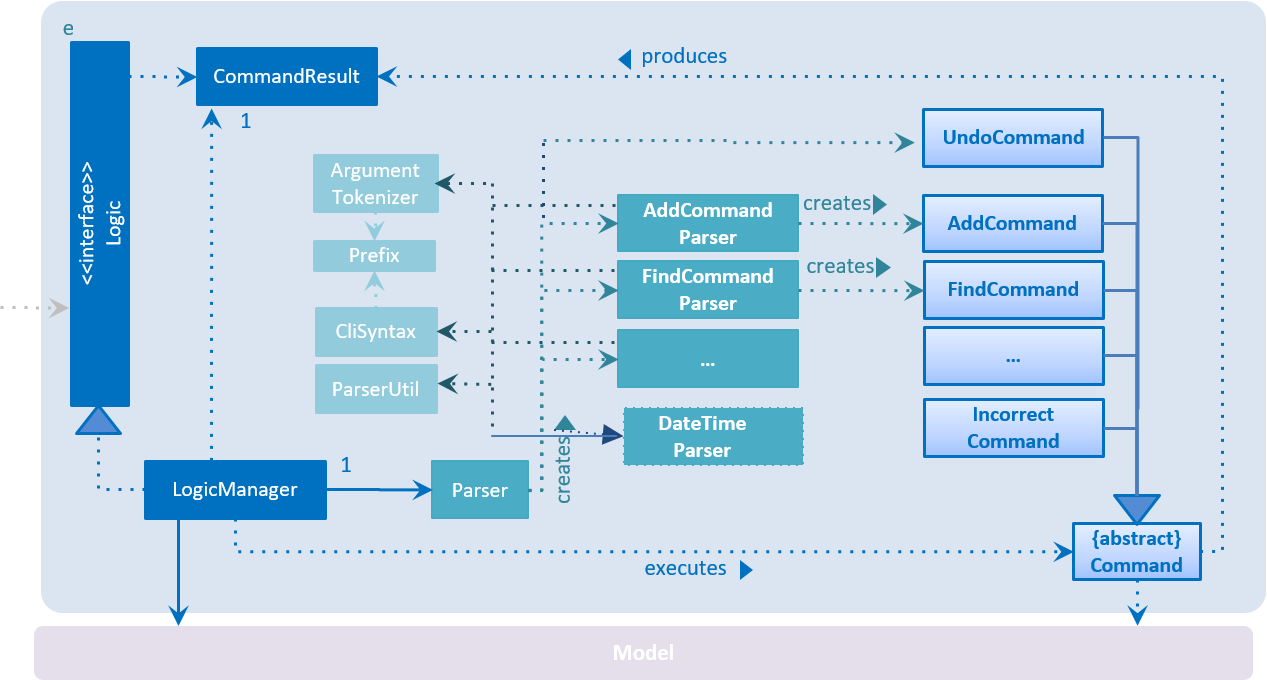 e
<<interface>>
Logic
CommandResult
produces
1
UndoCommand
Argument
Tokenizer
AddCommand
Parser
creates
AddCommand
Prefix
FindCommand
Parser
creates
FindCommand
CliSyntax
...
...
ParserUtil
DateTime
Parser
Incorrect
Command
creates
LogicManager
1
Parser
{abstract}
Command
executes
Model